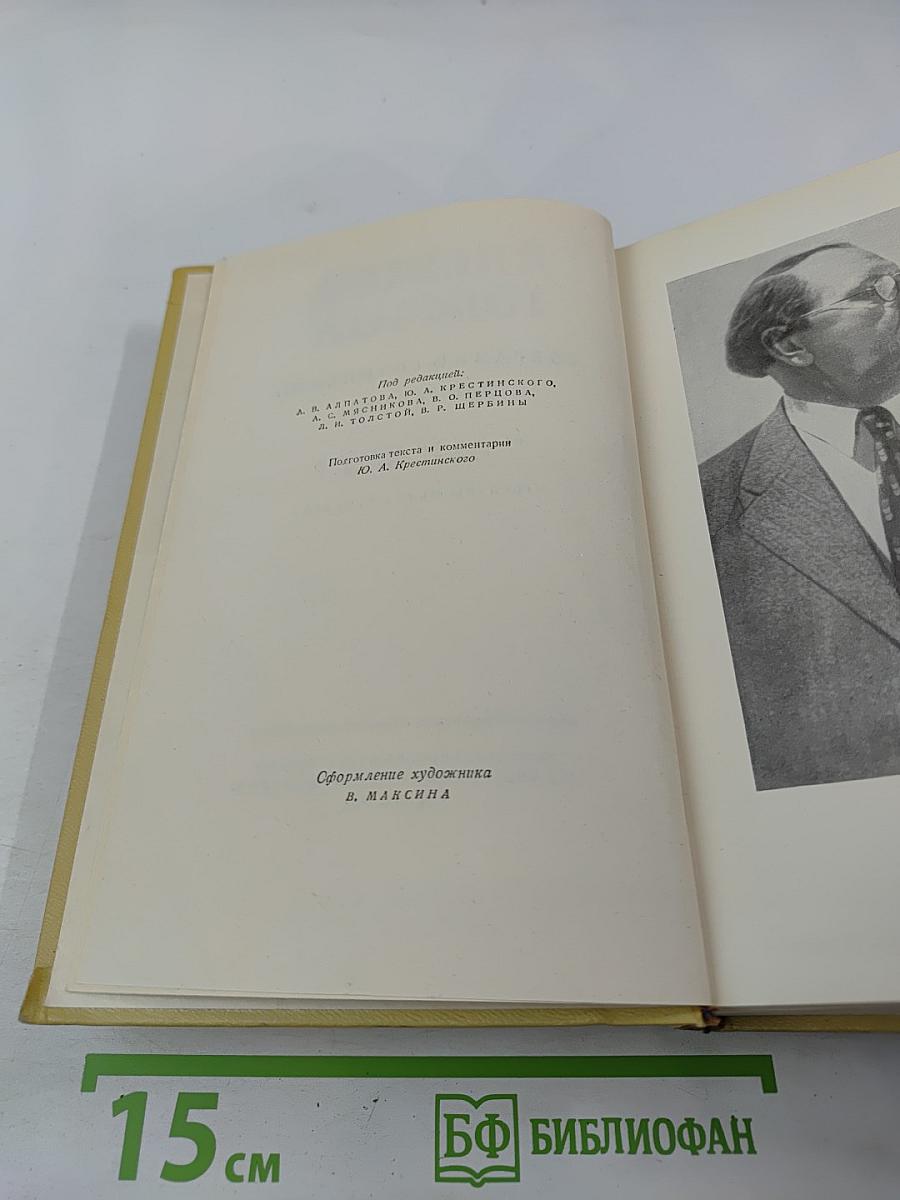 Под редакцией:
А. В. АЛПАТОВА, Ю. А. КРЕСТИНСКОГО,
А. С. МЯСНИКОВА, В. О. ПЕРЦОВА,
Л. И. ТОЛСТОЙ, В. Р. ЩЕРБИНЫ
Подготовка текста и комментарии
Ю. А. Крестинского
Оформление художника
В. МАКСИНА
15 см
БФ БИБЛИОФАН